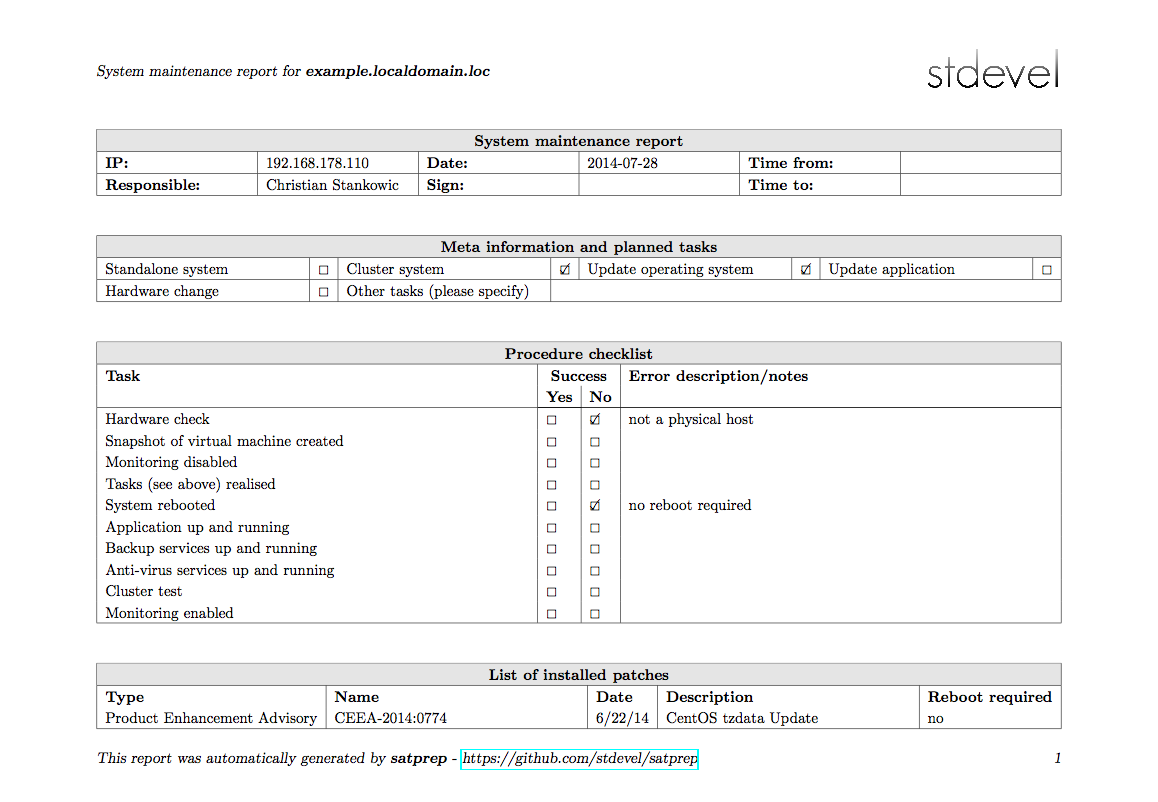 System maintenance report for example.localdomain.loc
stdevel
System maintenance report
IP: 192.168.178.110 Date: 2014-07-28 Time from:
Responsible: Christian Stankowic Sign: Time to:
Meta information and planned tasks
Standalone system ☐ Cluster system ☑ Update operating system ☑ Update application ☐
Hardware change ☐ Other tasks (please specify)
Procedure checklist
Task Success Error description/notes
Yes No
Hardware check ☐ ☑ not a physical host
Snapshot of virtual machine created ☐ ☐
Monitoring disabled ☐ ☐
Tasks (see above) realised ☐ ☐
System rebooted ☐ ☑ no reboot required
Application up and running ☐ ☐
Backup services up and running ☐ ☐
Anti-virus services up and running ☐ ☐
Cluster test ☐ ☐
Monitoring enabled ☐ ☐
List of installed patches
Type Name Date Description Reboot required
Product Enhancement Advisory CEEA-2014:0774 6/22/14 CentOS tzdata Update no
This report was automatically generated by satprep - https://github.com/stdevel/satprep 1